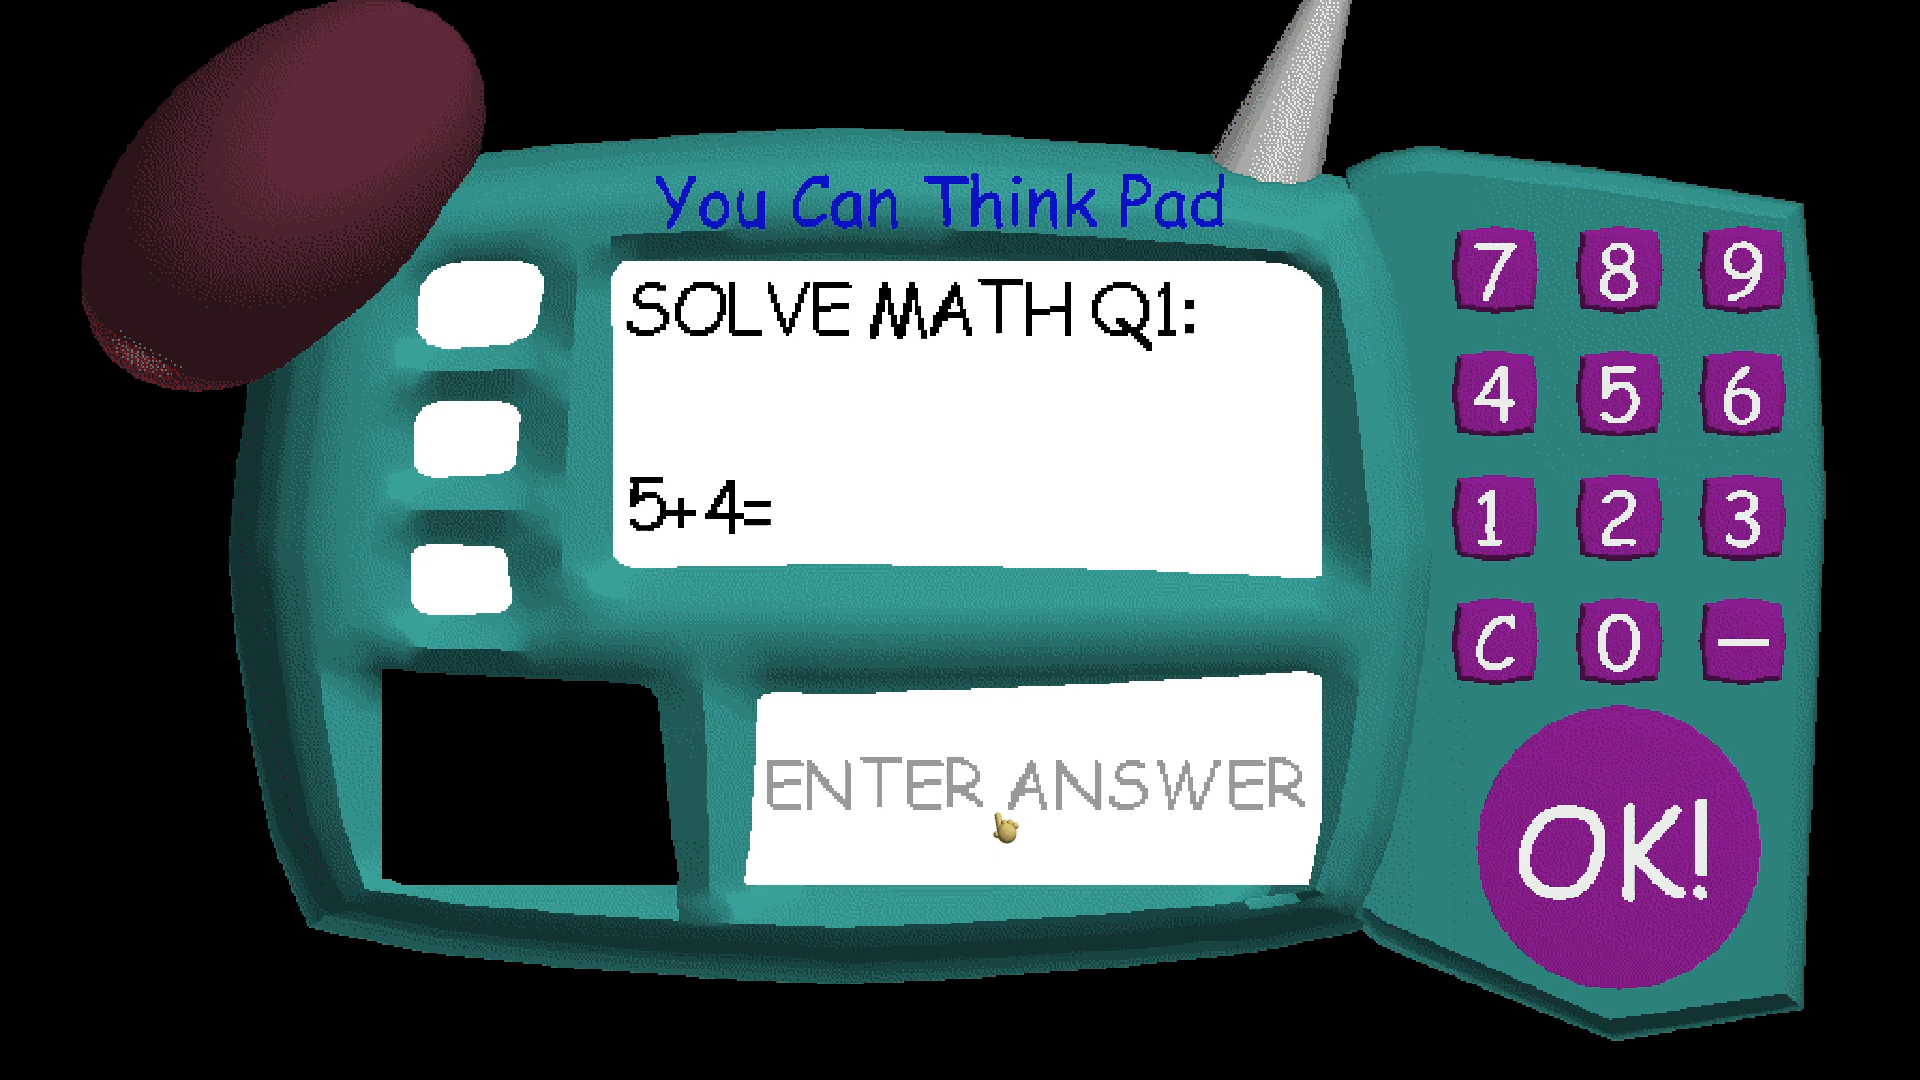 You Can Think Pad
SOLVE MATH Q1:
5+4=
ENTER ANSWER
7 8 9
4 5 6
1 2 3
C 0 –
OK!